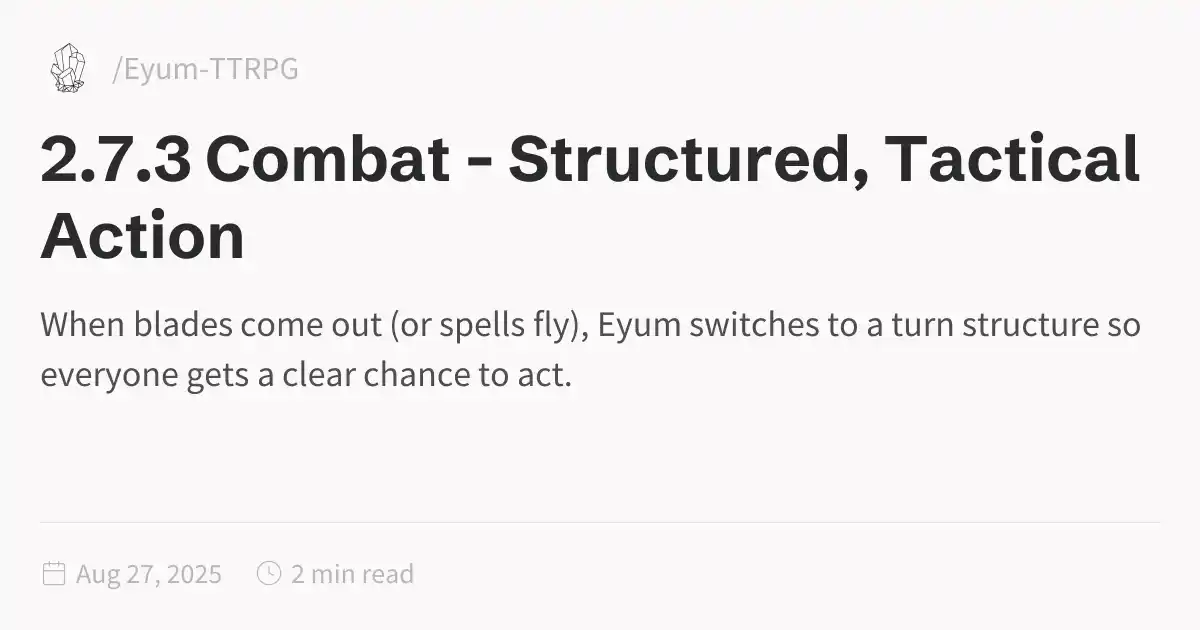 /Eyum-TTRPG
2.7.3 Combat - Structured, Tactical
Action
When blades come out (or spells fly), Eyum switches to a turn structure so
everyone gets a clear chance to act.
Aug 27, 2025 2 min read